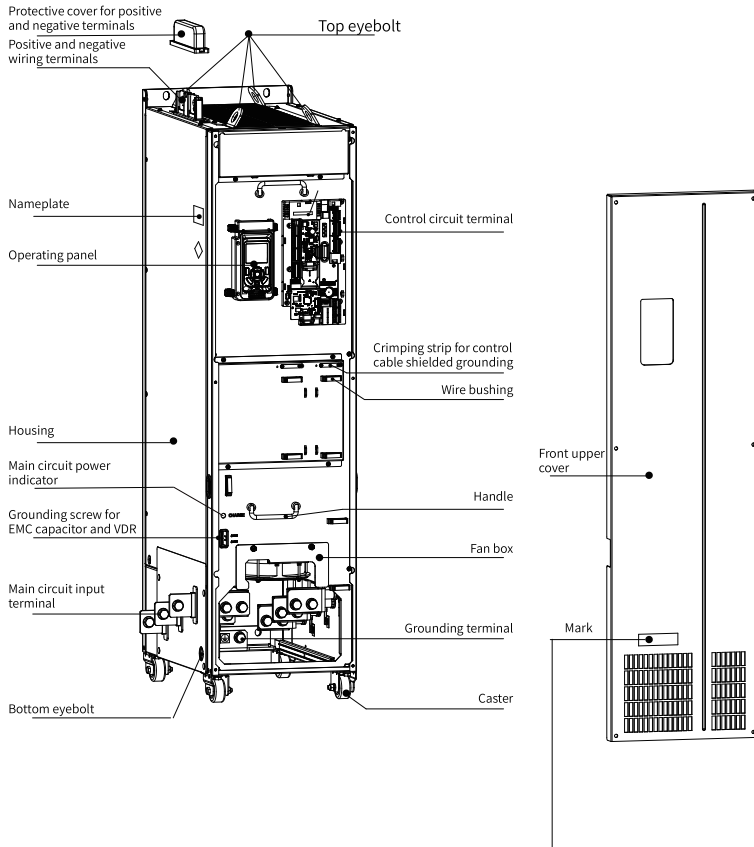 Protective cover for positive
and negative terminals
Top eyebolt
Positive and negative
wiring terminals
Nameplate
Control circuit terminal
Operating panel
Crimping strip for control
cable shielded grounding
Wire bushing
Housing
Front upper
cover
Main circuit power
indicator
Handle
CHARGE
Grounding screw for
EMC capacitor and VDR
Fan box
Main circuit input
terminal
Grounding terminal
Mark
Caster
Bottom eyebolt